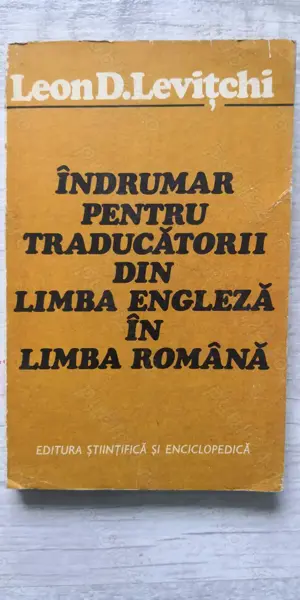 Leon D. Levițchi
ÎNDRUMAR
PENTRU
TRADUCĂTORII
DIN
LIMBA ENGLEZĂ
ÎN
LIMBA ROMÂNĂ
EDITURA ȘTIINȚIFICĂ ȘI ENCICLOPEDICĂ